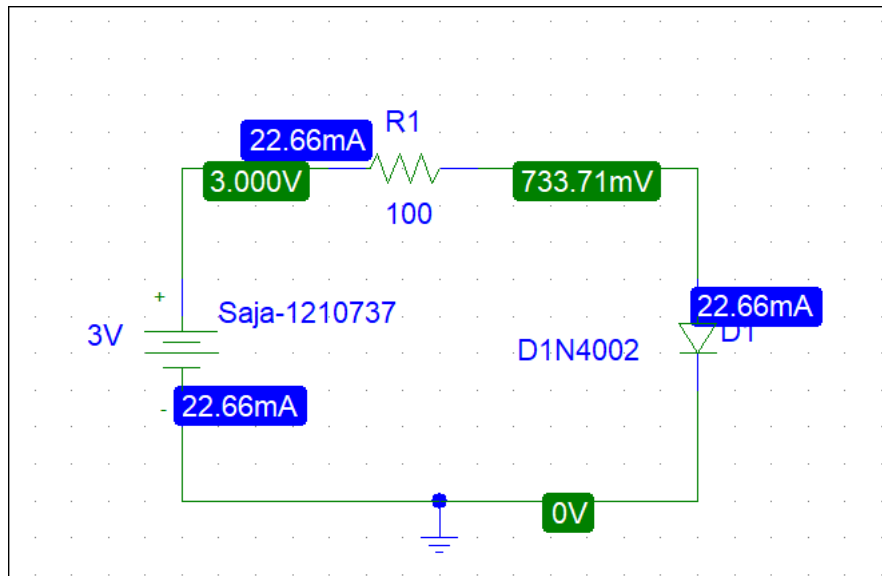 R1
22.66mA
3.000V
733.71mV
100
+
Saja-1210737
3V
22.66mA
D1
D1N4002
-
22.66mA
0V